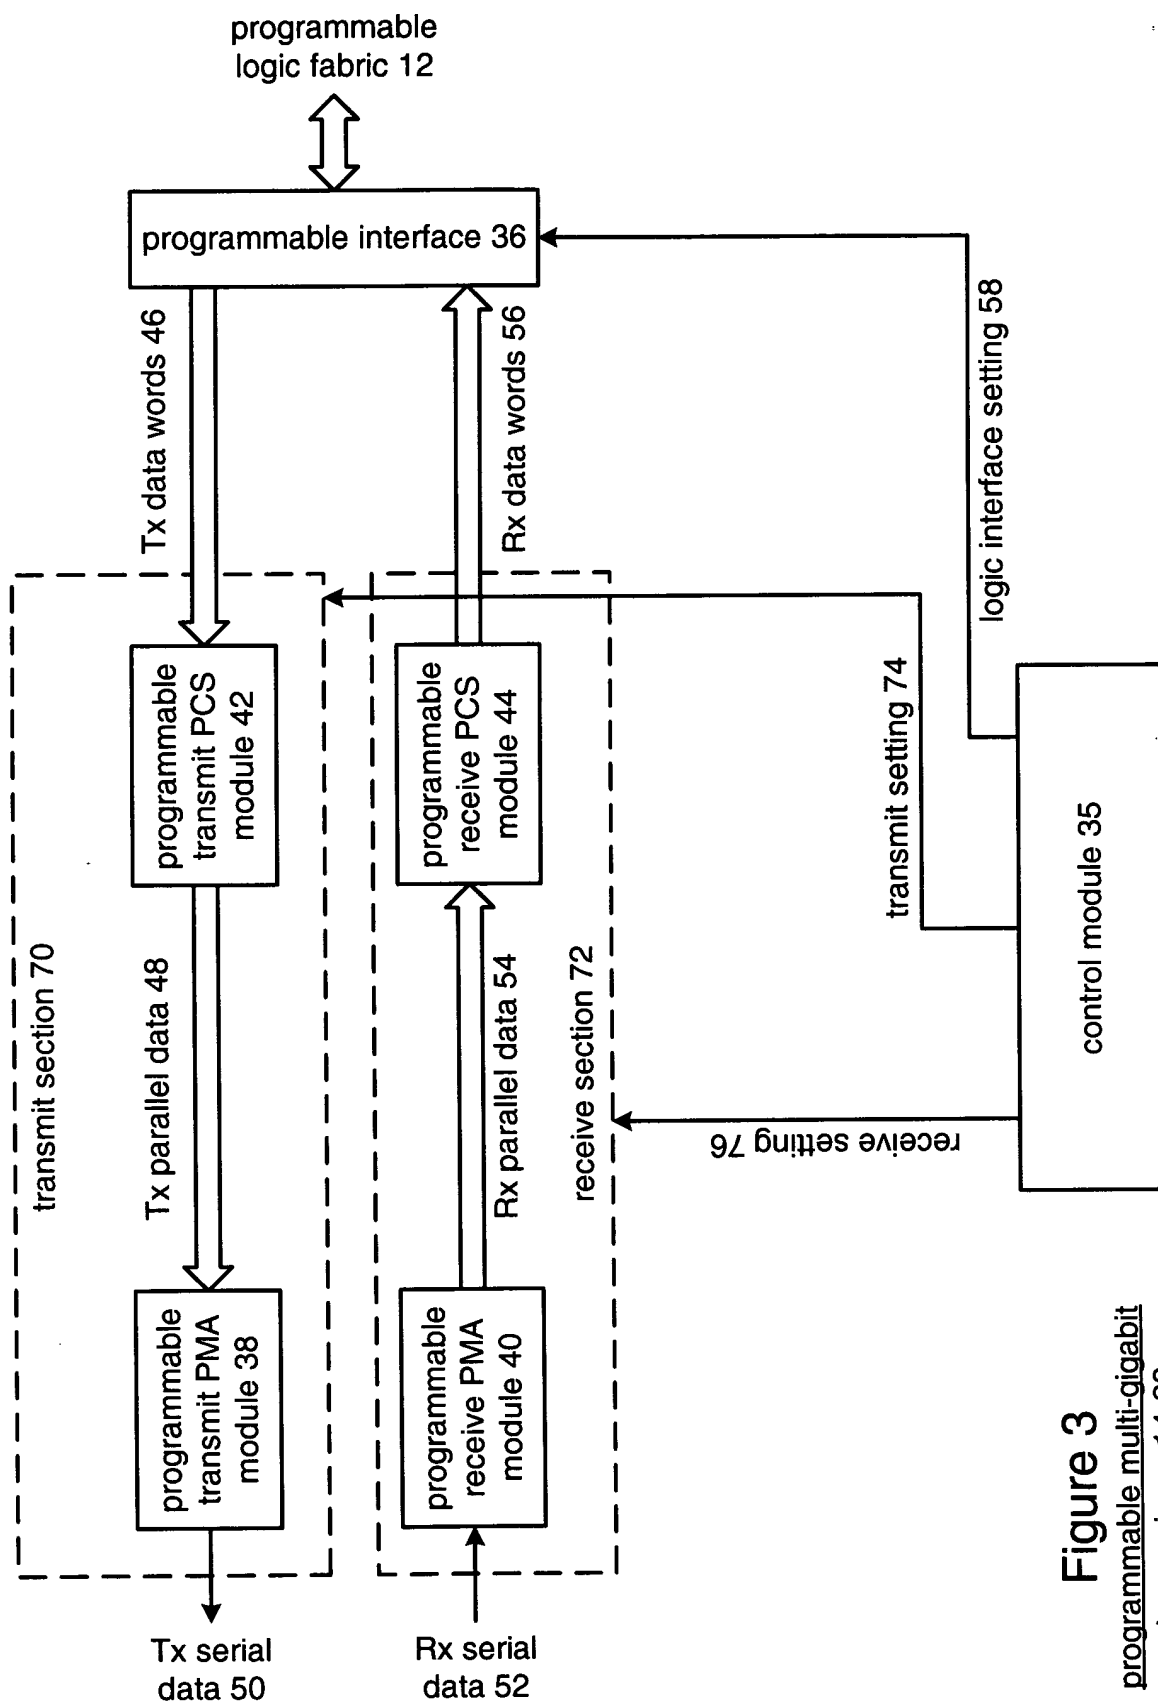 programmable
logic fabric 12
programmable interface 36
Tx data words 46
Rx data words 56
logic interface setting 58
transmit section 70
programmable
transmit PCS
module 42
programmable
receive PCS
module 44
transmit setting 74
Tx parallel data 48
Rx parallel data 54
receive section 72
receive setting 76
control module 35
programmable
transmit PMA
module 38
programmable
receive PMA
module 40
Tx serial
data 50
Rx serial
data 52
Figure 3
programmable multi-gigabit